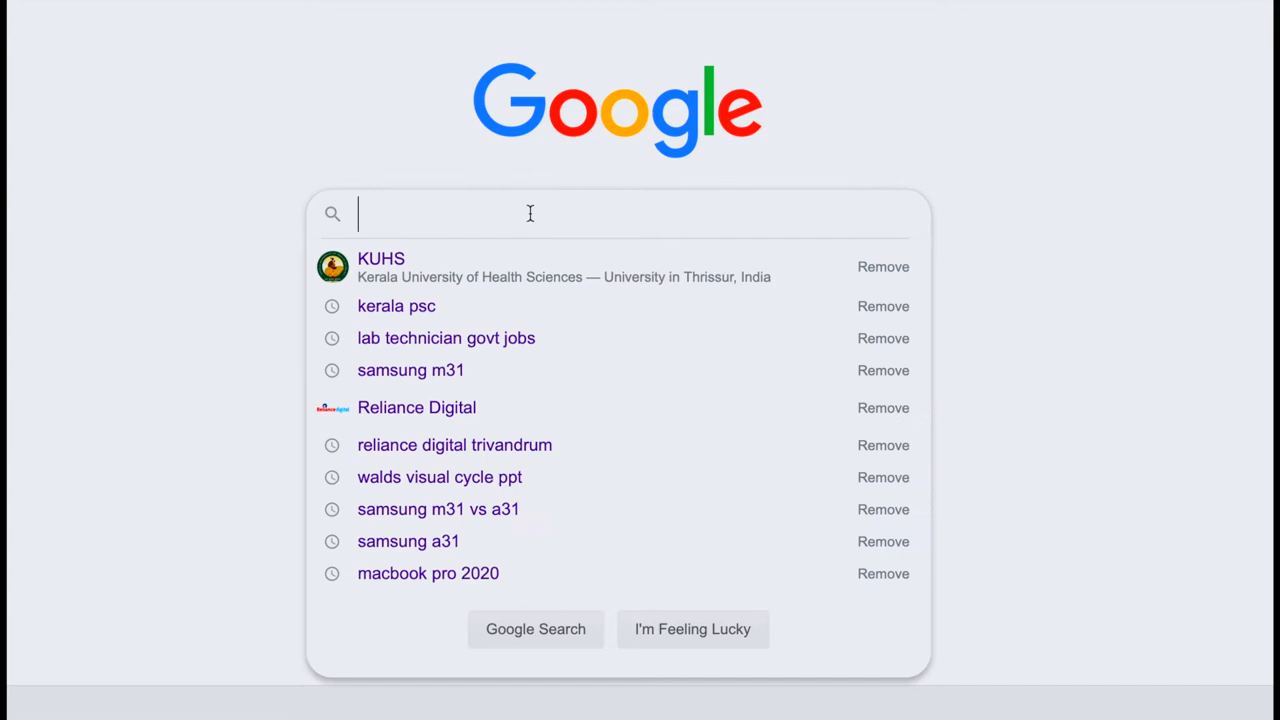 Google
KUHS
Kerala University of Health Sciences — University in Thrissur, India
Remove
kerala psc
Remove
lab technician govt jobs
Remove
samsung m31
Remove
Reliance digital
Reliance Digital
Remove
reliance digital trivandrum
Remove
walds visual cycle ppt
Remove
samsung m31 vs a31
Remove
samsung a31
Remove
macbook pro 2020
Remove
Google Search
I'm Feeling Lucky